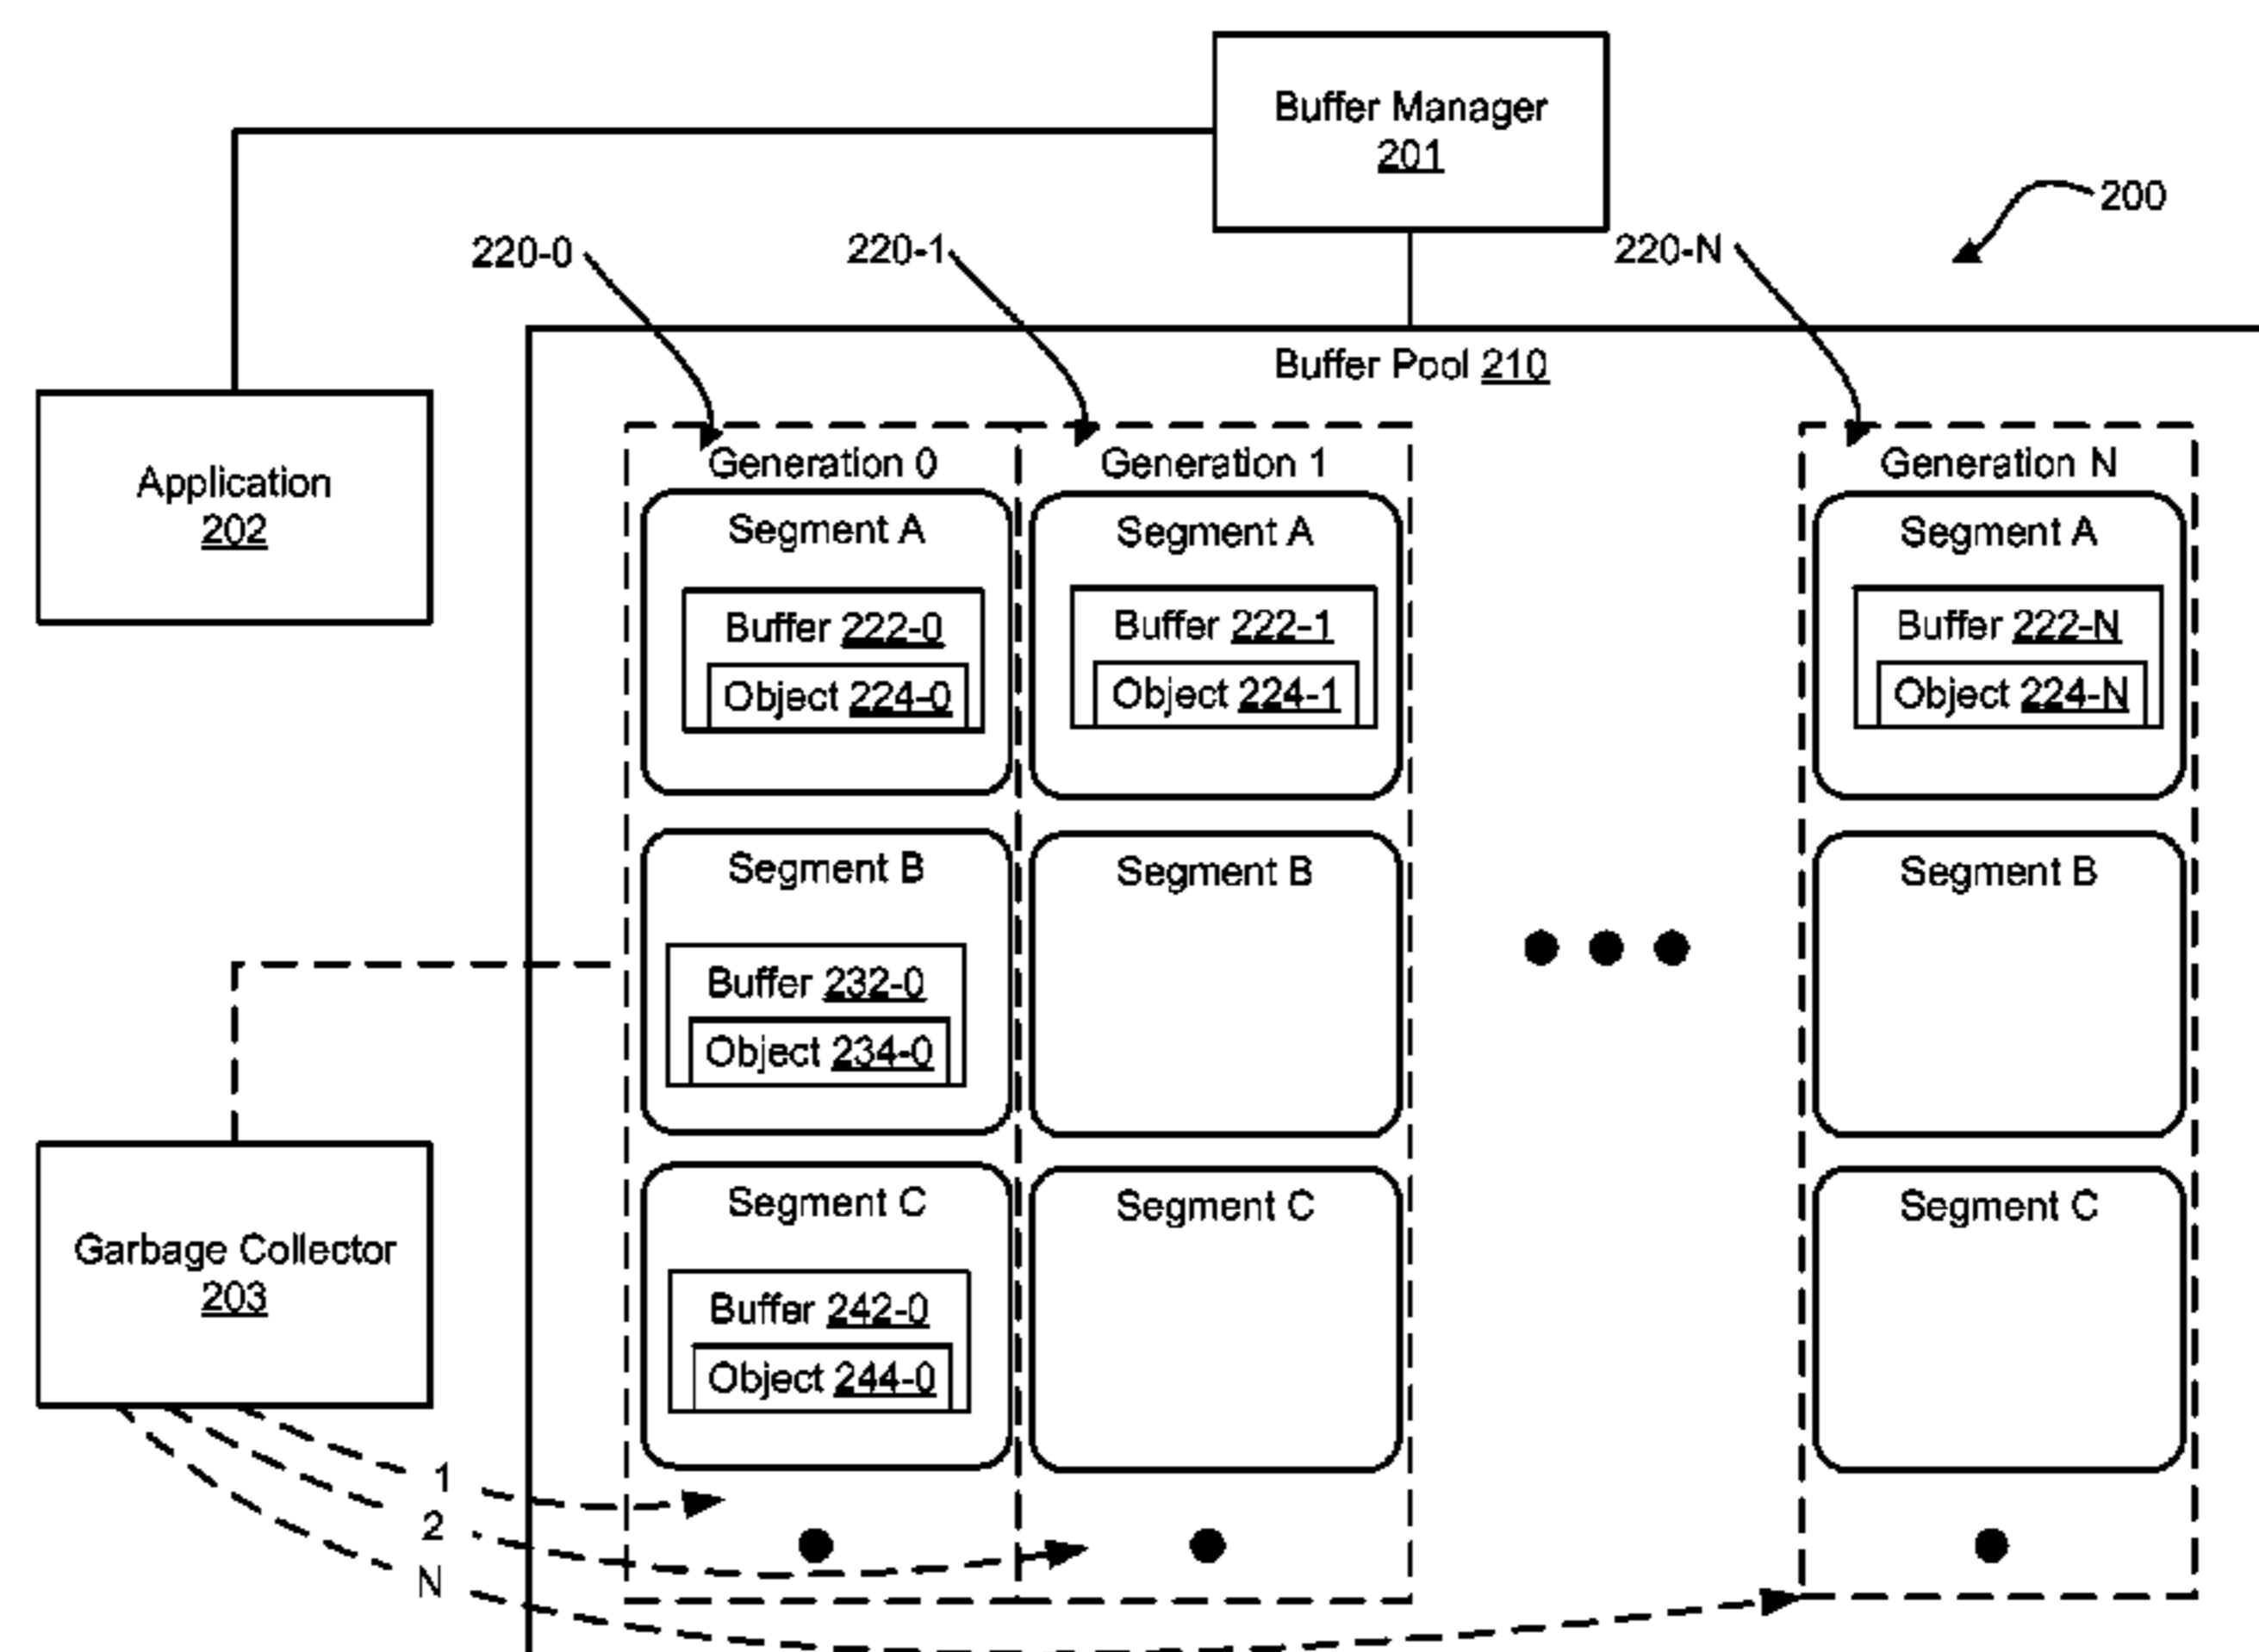 Buffer Manager
201
200
220-0
220-1
220-N
Buffer Pool 210
Application
202
Generation 0
Segment A
Buffer 222-0
Object 224-0
Segment B
Buffer 232-0
Object 234-0
Segment C
Buffer 242-0
Object 244-0
Generation 1
Segment A
Buffer 222-1
Object 224-1
Segment B
Segment C
Generation N
Segment A
Buffer 222-N
Object 224-N
Segment B
Segment C
Garbage Collector
203
1
2
N